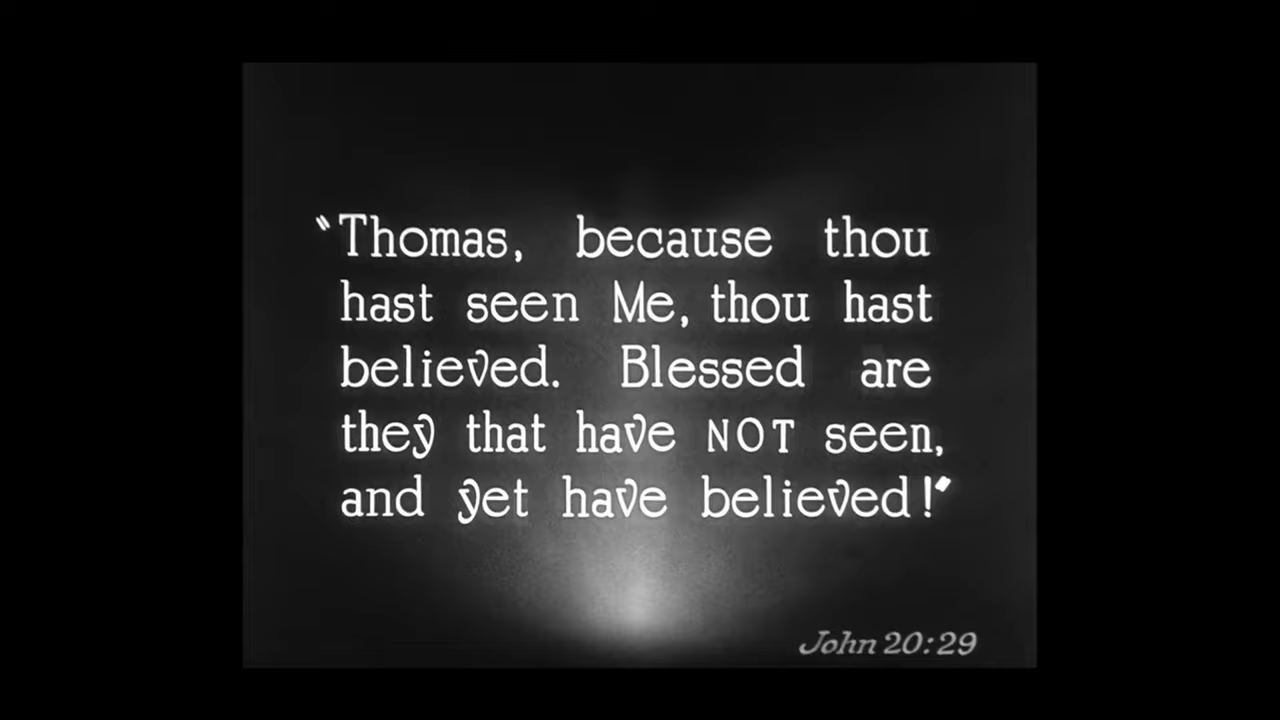 “Thomas, because thou
hast seen Me, thou hast
believed. Blessed are
they that have NOT seen,
and yet have believed!”
John 20:29